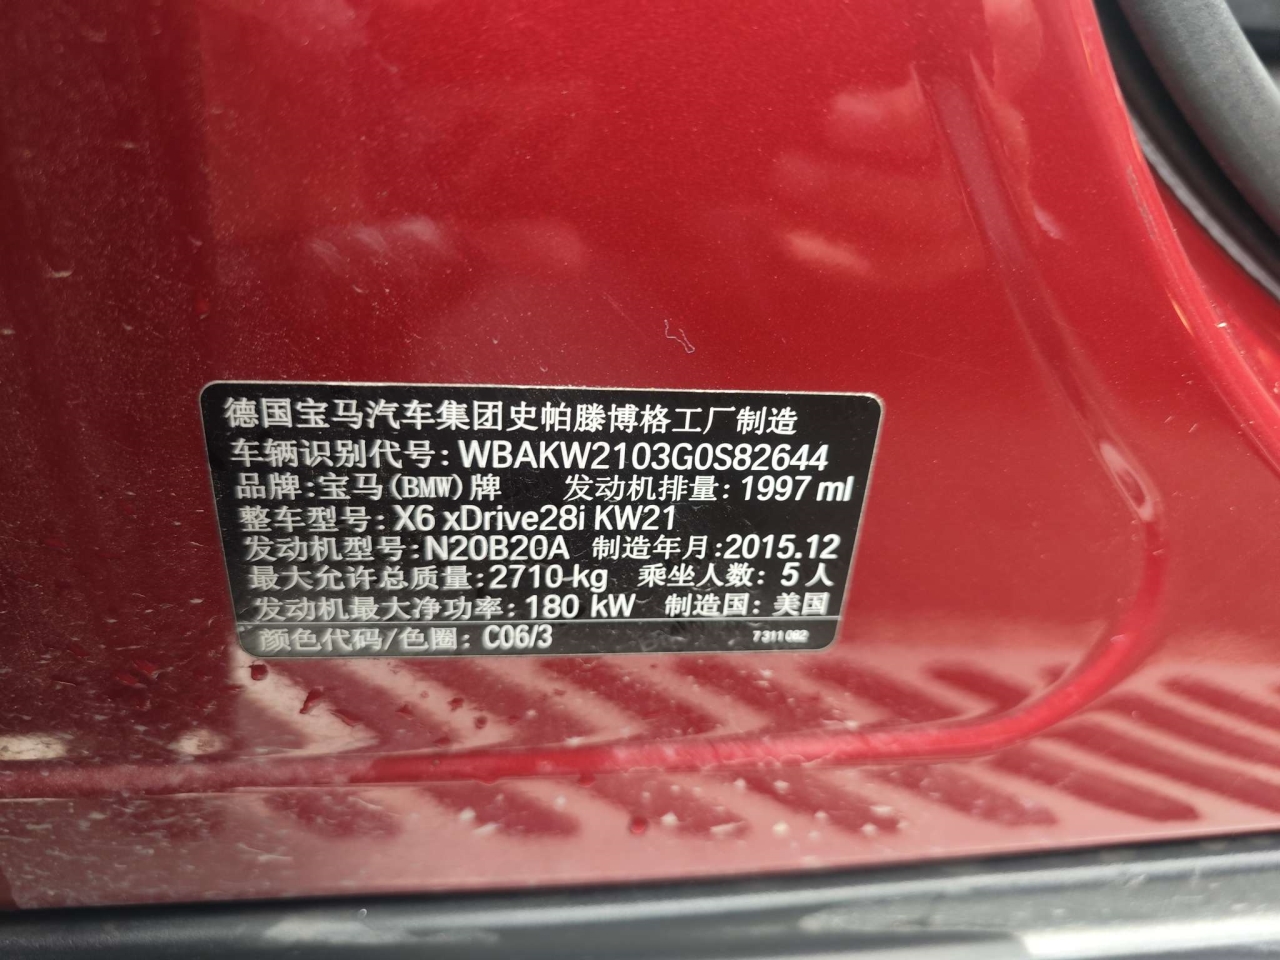 德国宝马汽车集团史帕滕博格工厂制造
车辆识别代号: WBAKW2103G0S82644
品牌:宝马(BMW)牌 发动机排量: 1997 ml
整车型号: X6 xDrive28i KW21
发动机型号: N20B20A 制造年月:2015.12
最大允许总质量: 2710 kg 乘坐人数: 5 人
发动机最大净功率: 180 kW 制造国: 美国
颜色代码/色圈: C06/3 7311062